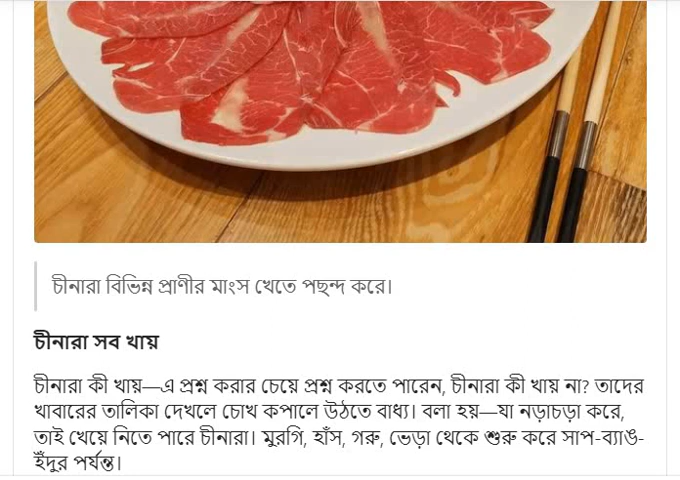 চীনারা বিভিন্ন প্রাণীর মাংস খেতে পছন্দ করে।
চীনারা সব খায়
চীনারা কী খায়—এ প্রশ্ন করার চেয়ে প্রশ্ন করতে পারেন, চীনারা কী খায় না? তাদের
খাবারের তালিকা দেখলে চোখ কপালে উঠতে বাধ্য। বলা হয়—যা নড়াচড়া করে,
তাই খেয়ে নিতে পারে চীনারা। মুরগি, হাঁস, গরু, ভেড়া থেকে শুরু করে সাপ-ব্যাঙ-
ইঁদুর পর্যন্ত।